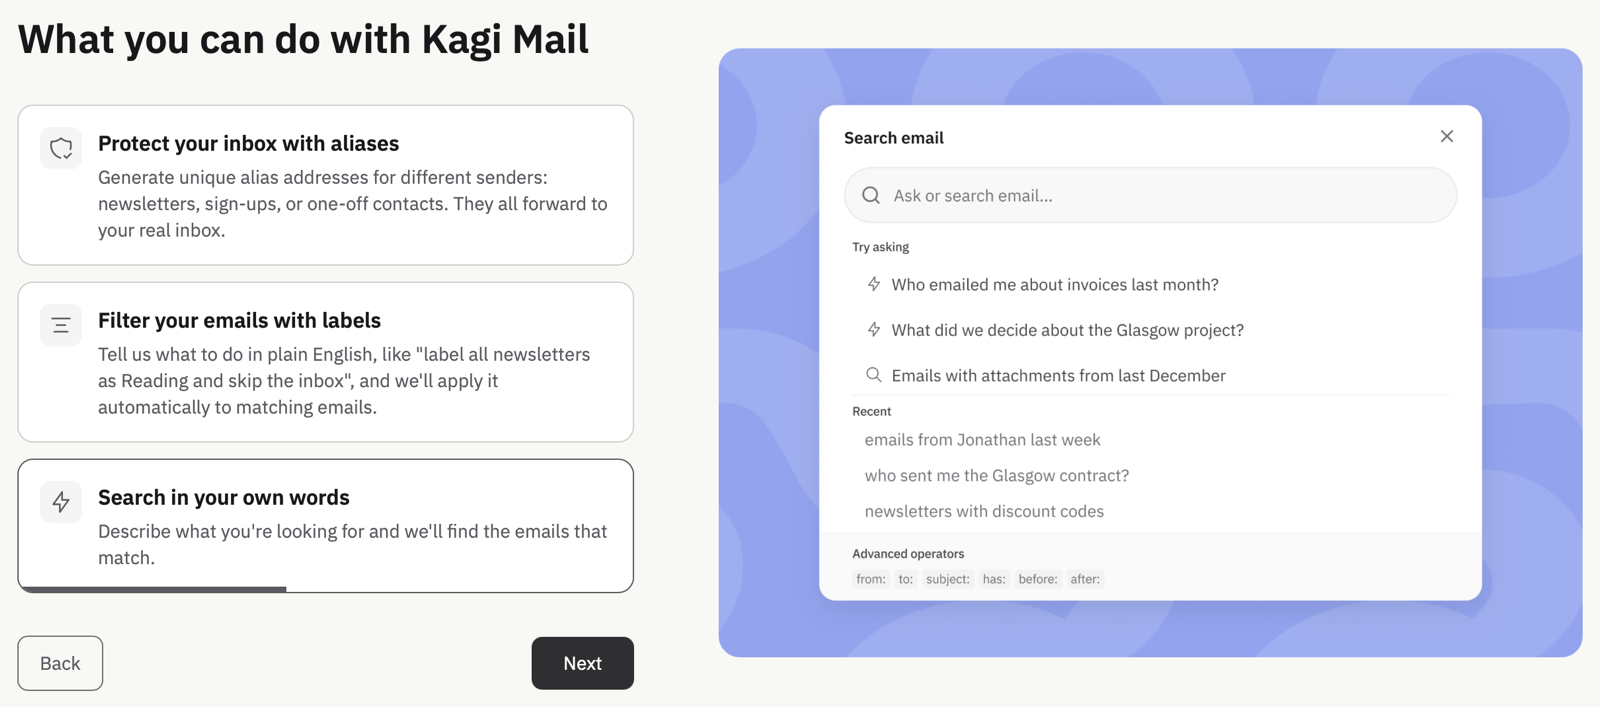 What you can do with Kagi Mail
Protect your inbox with aliases
Generate unique alias addresses for different senders:
newsletters, sign-ups, or one-off contacts. They all forward to
your real inbox.
Filter your emails with labels
Tell us what to do in plain English, like "label all newsletters
as Reading and skip the inbox", and we'll apply it
automatically to matching emails.
Search in your own words
Describe what you're looking for and we'll find the emails that
match.
Back
Next
Search email
Ask or search email...
Try asking
Who emailed me about invoices last month?
What did we decide about the Glasgow project?
Emails with attachments from last December
Recent
emails from Jonathan last week
who sent me the Glasgow contract?
newsletters with discount codes
Advanced operators
from: to: subject: has: before: after: